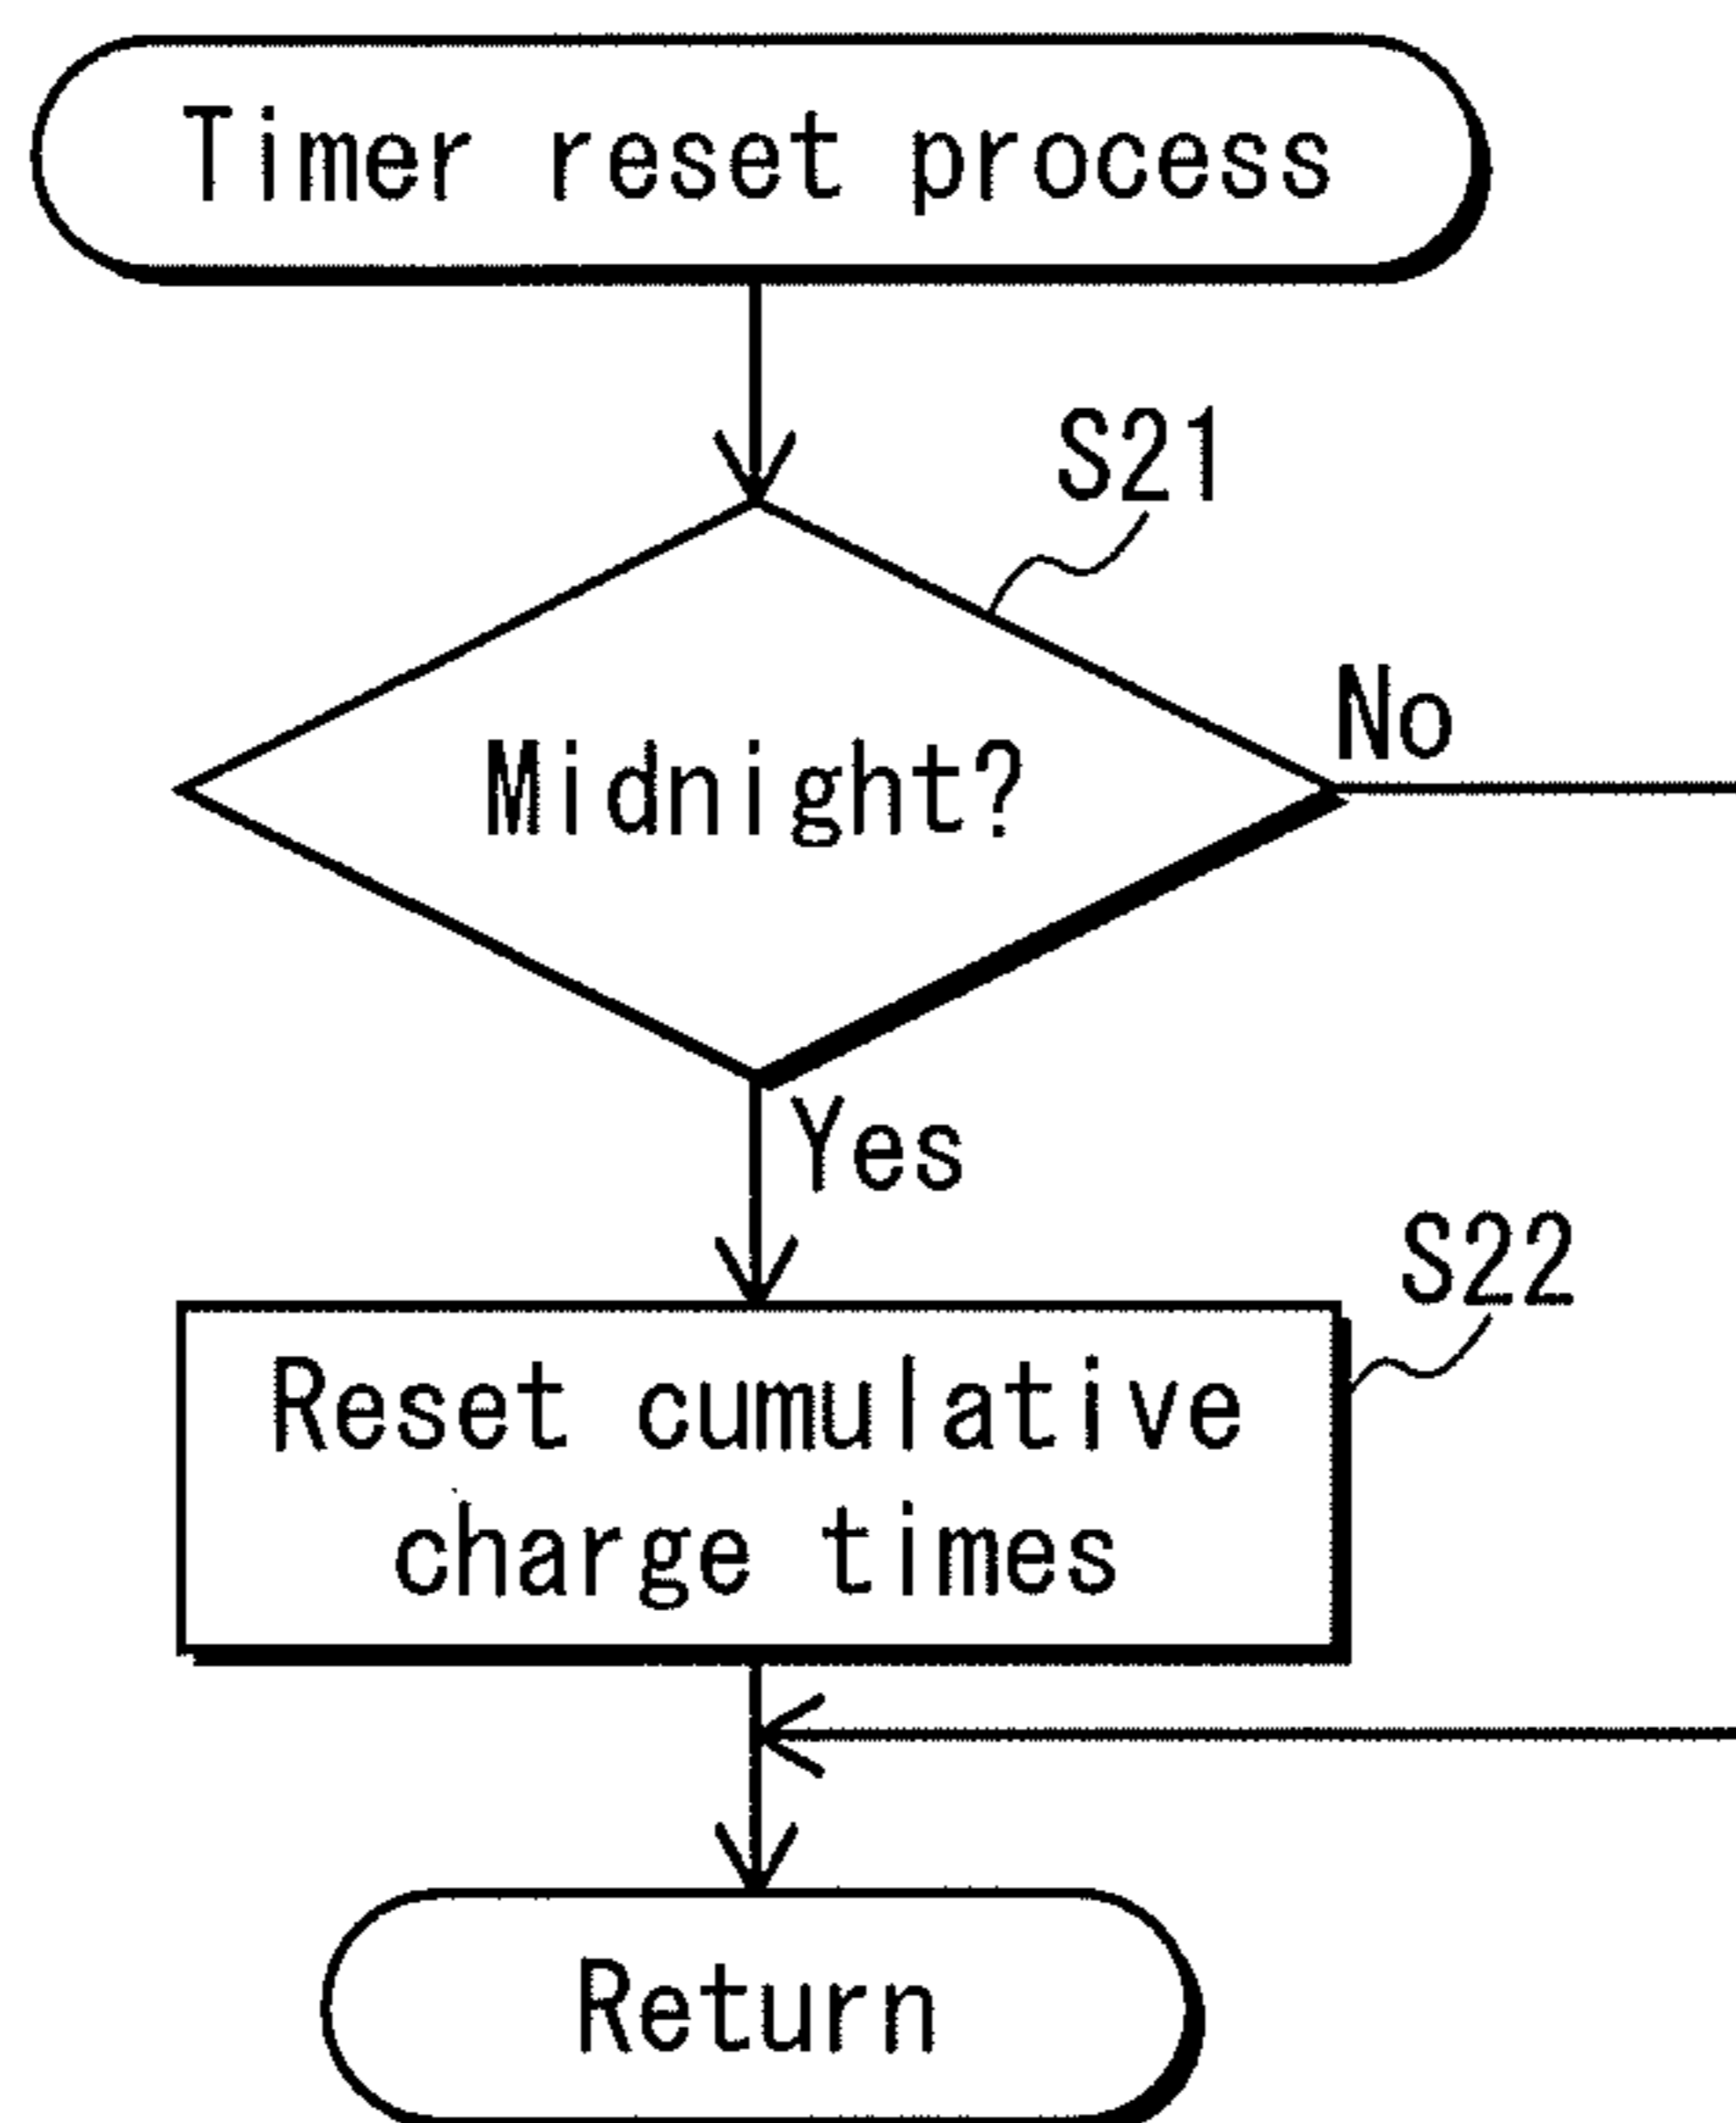 Timer reset process
S21
No
Midnight?
Yes
S22
Reset cumulative
charge times
Return